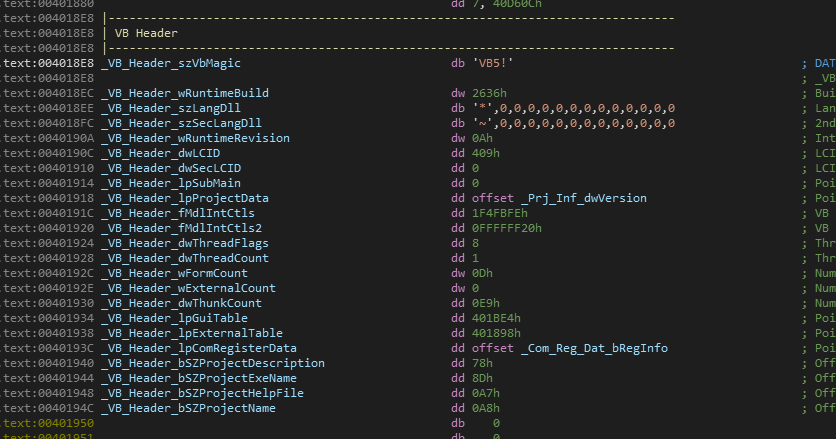 .text:00401880 dd 7, 40D60Ch
.text:004018E8 |-------------------------------------------------------------------------------
.text:004018E8 | VB Header
.text:004018E8 |-------------------------------------------------------------------------------
.text:004018E8 _VB_Header_szVbMagic db 'VB5!' ; DAT
.text:004018E8 ; _VB
.text:004018EC _VB_Header_wRuntimeBuild dw 2636h ; Bui
.text:004018EE _VB_Header_szLangDll db '*',0,0,0,0,0,0,0,0,0,0,0,0,0 ; Lan
.text:004018FC _VB_Header_szSecLangDll db '~',0,0,0,0,0,0,0,0,0,0,0,0,0 ; 2nd
.text:0040190A _VB_Header_wRuntimeRevision dw 0Ah ; Int
.text:0040190C _VB_Header_dwLCID dd 409h ; LCI
.text:00401910 _VB_Header_dwSecLCID dd 0 ; LCI
.text:00401914 _VB_Header_lpSubMain dd 0 ; Poi
.text:00401918 _VB_Header_lpProjectData dd offset _Prj_Inf_dwVersion ; Poi
.text:0040191C _VB_Header_fMdlIntCtls dd 1F4FBFEh ; VB
.text:00401920 _VB_Header_fMdlIntCtls2 dd 0FFFFFF20h ; VB
.text:00401924 _VB_Header_dwThreadFlags dd 8 ; Thr
.text:00401928 _VB_Header_dwThreadCount dd 1 ; Thr
.text:0040192C _VB_Header_wFormCount dw 0Dh ; Num
.text:0040192E _VB_Header_wExternalCount dw 0 ; Num
.text:00401930 _VB_Header_dwThunkCount dd 0E9h ; Num
.text:00401934 _VB_Header_lpGuiTable dd 401BE4h ; Poi
.text:00401938 _VB_Header_lpExternalTable dd 401898h ; Poi
.text:0040193C _VB_Header_lpComRegisterData dd offset _Com_Reg_Dat_bRegInfo ; Poi
.text:00401940 _VB_Header_bSZProjectDescription dd 78h ; Off
.text:00401944 _VB_Header_bSZProjectExeName dd 8Dh ; Off
.text:00401948 _VB_Header_bSZProjectHelpFile dd 0A7h ; Off
.text:0040194C _VB_Header_bSZProjectName dd 0A8h ; Off
.text:00401950 db 0
.text:00401951 db 0